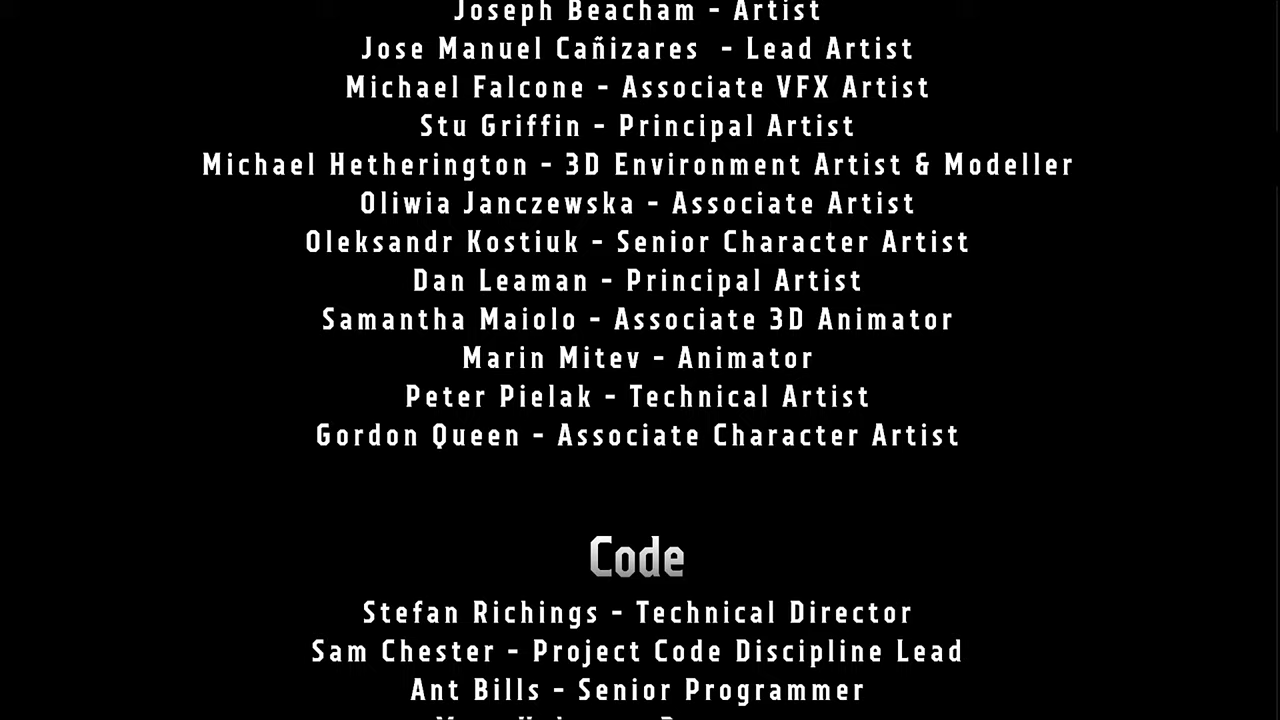 Joseph Beacham - Artist
Jose Manuel Cañizares - Lead Artist
Michael Falcone - Associate VFX Artist
Stu Griffin - Principal Artist
Michael Hetherington - 3D Environment Artist & Modeller
Oliwia Janczewska - Associate Artist
Oleksandr Kostiuk - Senior Character Artist
Dan Leaman - Principal Artist
Samantha Maiolo - Associate 3D Animator
Marin Mitev - Animator
Peter Pielak - Technical Artist
Gordon Queen - Associate Character Artist
Code
Stefan Richings - Technical Director
Sam Chester - Project Code Discipline Lead
Ant Bills - Senior Programmer